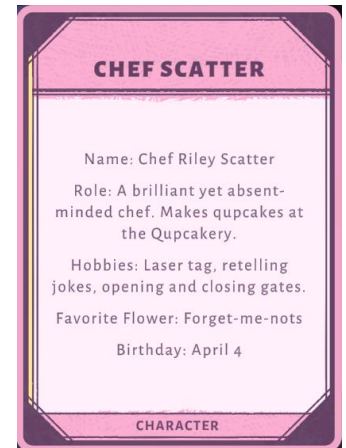 CHEF SCATTER
Name: Chef Riley Scatter
Role: A brilliant yet absent-
minded chef. Makes qupcakes at
the Qupcakery.
Hobbies: Laser tag, retelling
jokes, opening and closing gates.
Favorite Flower: Forget-me-nots
Birthday: April 4
CHARACTER